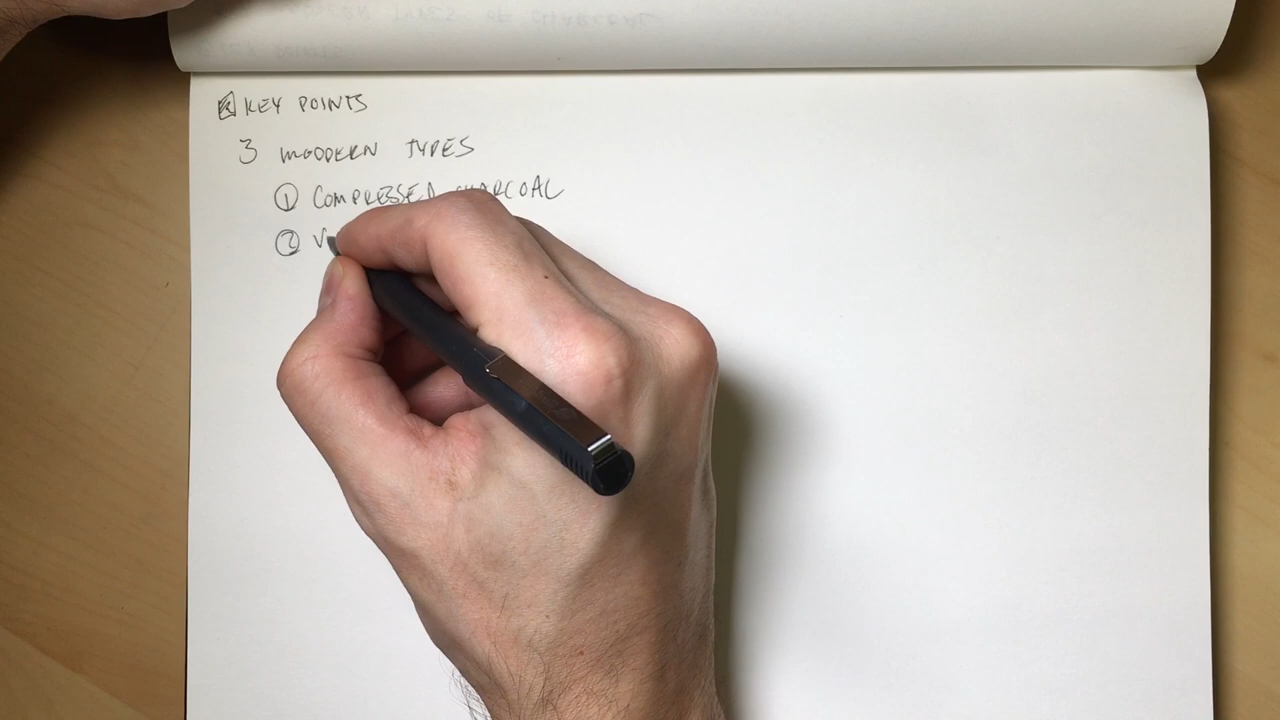 KEY POINTS
3 MODERN TYPES
① COMPRESSED CHARCOAL
② V